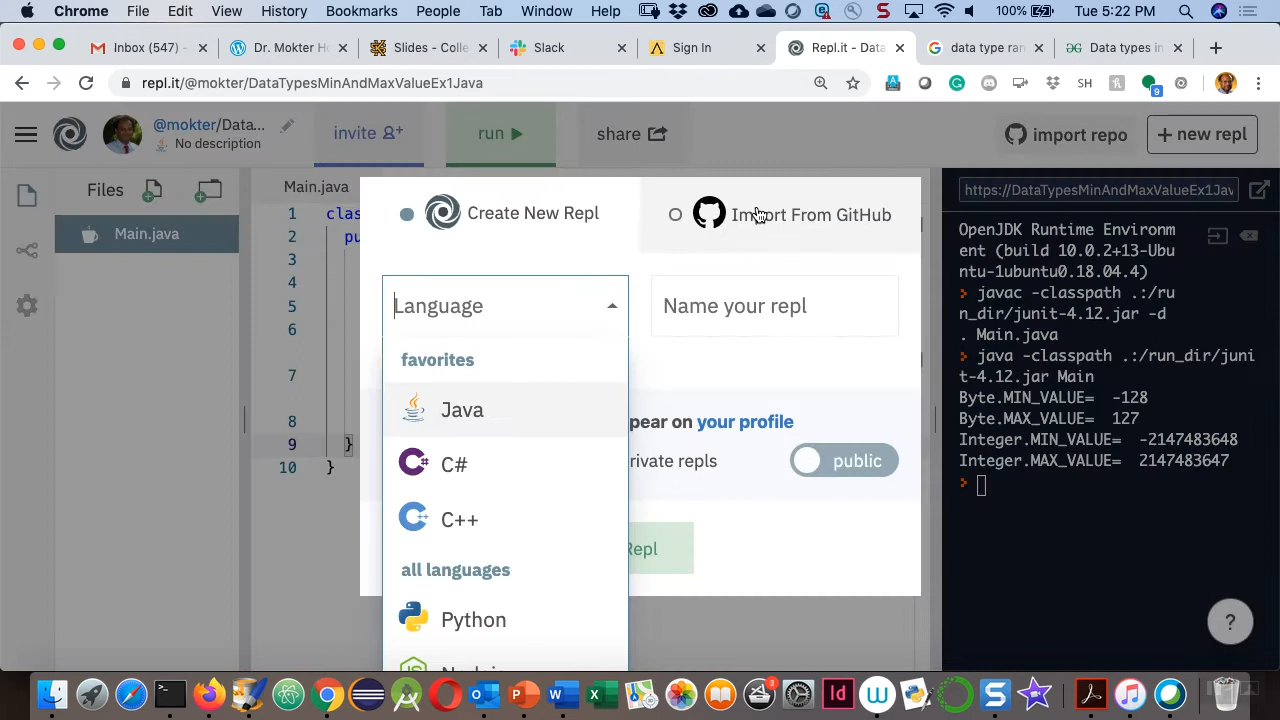 Chrome File Edit View History Bookmarks People Tab Window Help 100% Tue 5:22 PM
Inbox (547) - Dr. Mokter Ho Slides - Colle Slack Sign In Repl.it - Data data type ran Data types in
repl.it/@mokter/DataTypesMinAndMaxValueEx1Java SH 9
@mokter/Data... invite run share import repo + new repl
No description
Files Main.java https://DataTypesMinAndMaxValueEx1Jav
Main.java
1 clas
2 pu
3
4
5
6
7
8
9 }
10 }
Create New Repl Import From GitHub
Language Name your repl
favorites
Java
C#
C++
all languages
Python
pear on your profile
rivate repls public
Repl
OpenJDK Runtime Environm
ent (build 10.0.2+13-Ubu
ntu-1ubuntu0.18.04.4)
javac -classpath .:/ru
n_dir/junit-4.12.jar -d
. Main.java
java -classpath .:/run_dir/juni
t-4.12.jar Main
Byte.MIN_VALUE= -128
Byte.MAX_VALUE= 127
Integer.MIN_VALUE= -2147483648
Integer.MAX_VALUE= 2147483647
?
3 Id W S